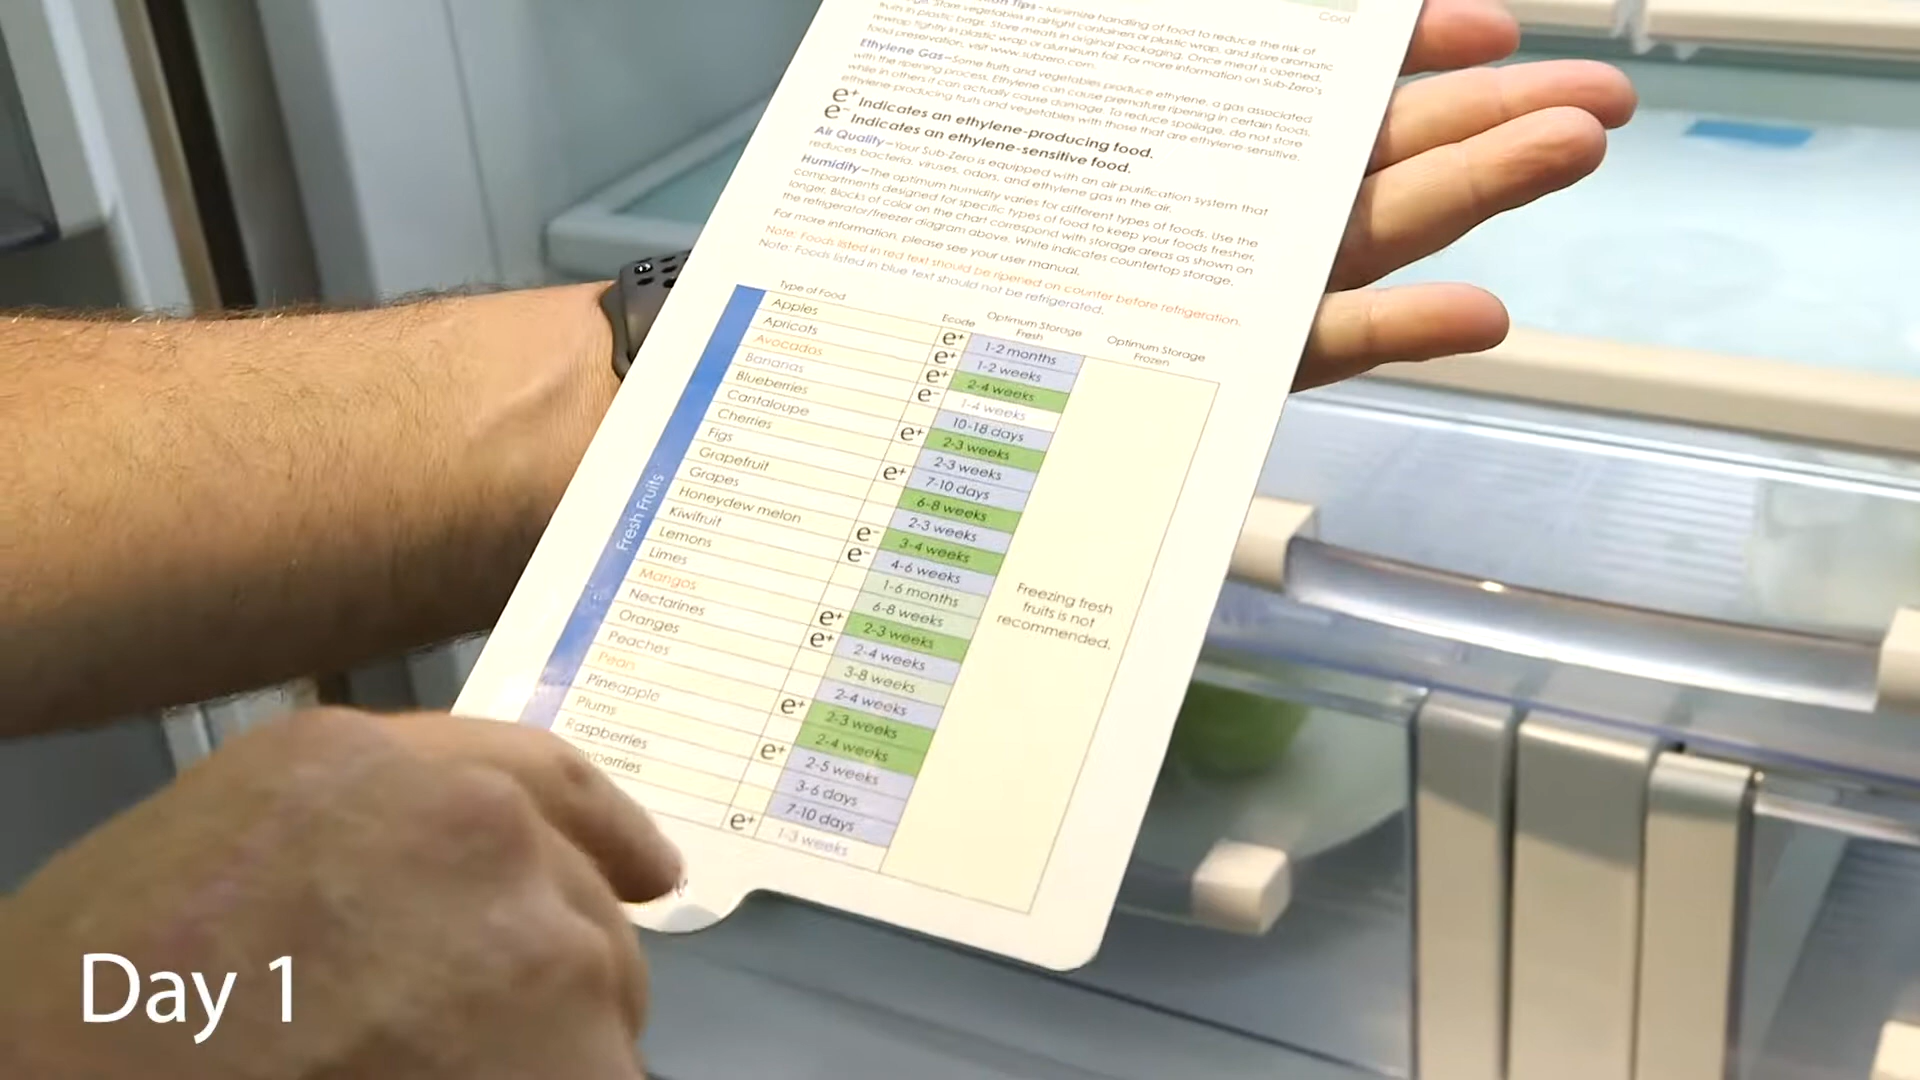 Cool
Tips—Minimize handling of food to reduce the risk of
Store vegetables in airtight containers or plastic wrap, and store aromatic
fruits in plastic bags. Store meats in original packaging. Once meat is opened,
rewrap tightly in plastic wrap or aluminum foil. For more information on Sub-Zero's
food preservation, visit www.subzero.com.
Ethylene Gas—Some fruits and vegetables produce ethylene, a gas associated
with the ripening process. Ethylene can cause premature ripening in certain foods,
while in others it can actually cause damage. To reduce spoilage, do not store
ethylene-producing fruits and vegetables with those that are ethylene-sensitive.
e+ Indicates an ethylene-producing food.
e- Indicates an ethylene-sensitive food.
Air Quality—Your Sub-Zero is equipped with an air purification system that
reduces bacteria, viruses, odors, and ethylene gas in the air.
Humidity—The optimum humidity varies for different types of foods. Use the
compartments designed for specific types of food to keep your foods fresher,
longer. Blocks of color on the chart correspond with storage areas as shown on
the refrigerator/freezer diagram above. White indicates countertop storage.
For more information, please see your user manual.
Note: Foods listed in red text should be ripened on counter before refrigeration.
Note: Foods listed in blue text should not be refrigerated.
Type of Food Ecode Optimum Storage Fresh Optimum Storage Frozen
Fresh Fruits
Apples e+ 1-2 months
Apricots e+ 1-2 weeks
Avocados e+ 2-4 weeks
Bananas e- 1-4 weeks
Blueberries 10-18 days
Cantaloupe e+ 2-3 weeks
Cherries 2-3 weeks
Figs e+ 7-10 days
Grapefruit 6-8 weeks
Grapes 2-3 weeks
Honeydew melon e- 3-4 weeks
Kiwifruit e- 4-6 weeks
Lemons 1-6 months
Limes 6-8 weeks
Mangos e+ 2-3 weeks
Nectarines e+ 2-4 weeks
Oranges 3-8 weeks
Peaches 2-4 weeks
e+ 2-3 weeks
Pineapple 2-4 weeks
Plums e+ 2-5 weeks
Raspberries 3-6 days
7-10 days
e+ 1-3 weeks
Freezing fresh
fruits is not
recommended.
Day 1